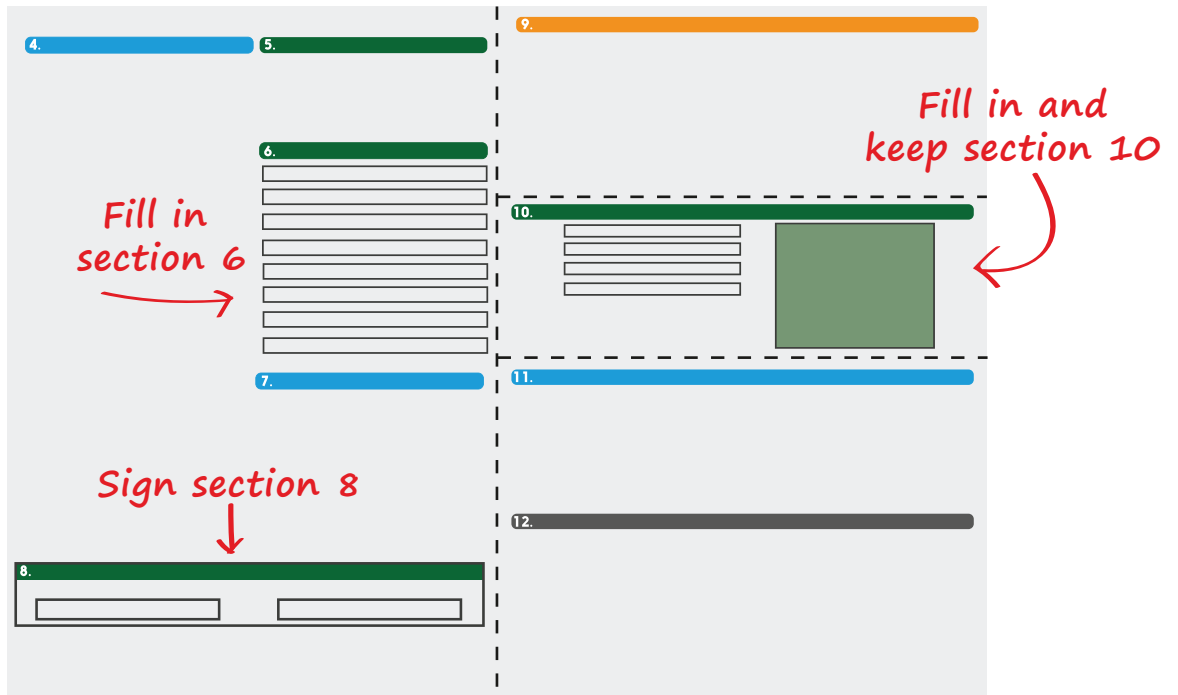 4.
5.
6.
Fill in
section 6
7.
Sign section 8
8.
9.
Fill in and
keep section 10
10.
11.
12.